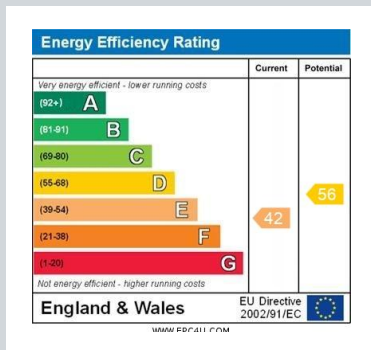 Energy Efficiency Rating
Current Potential
Very energy efficient - lower running costs
(92+) A
(81-91) B
(69-80) C
(55-68) D
56
(39-54) E
42
(21-38) F
(1-20) G
Not energy efficient - higher running costs
England & Wales
EU Directive
2002/91/EC
WWW.EPC4U.COM